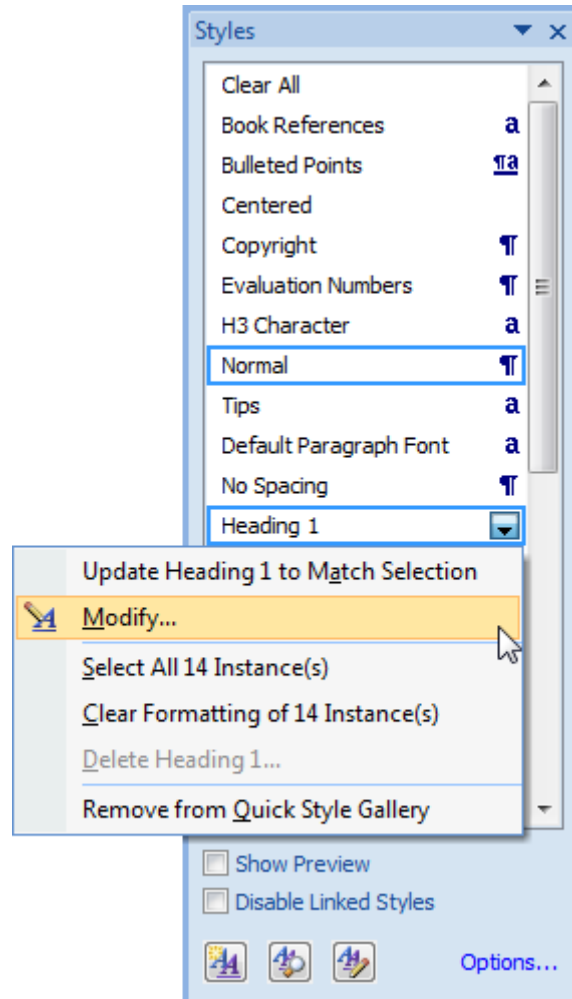 Styles
Clear All
Book References a
Bulleted Points ¶a
Centered
Copyright ¶
Evaluation Numbers ¶
H3 Character a
Normal ¶
Tips a
Default Paragraph Font a
No Spacing ¶
Heading 1
Update Heading 1 to Match Selection
Modify...
Select All 14 Instance(s)
Clear Formatting of 14 Instance(s)
Delete Heading 1...
Remove from Quick Style Gallery
Show Preview
Disable Linked Styles
Options...